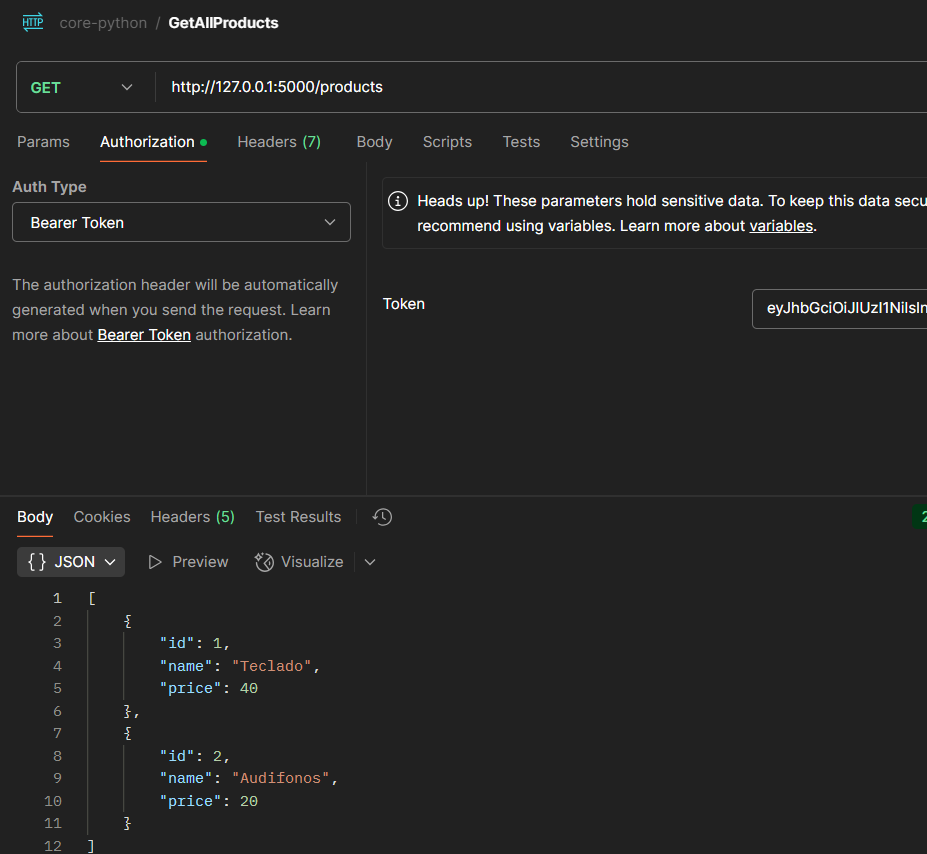 HTTP core-python / GetAllProducts
GET http://127.0.0.1:5000/products
Params Authorization Headers (7) Body Scripts Tests Settings
Auth Type
Bearer Token
The authorization header will be automatically
generated when you send the request. Learn
more about Bearer Token authorization.
Heads up! These parameters hold sensitive data. To keep this data secu
recommend using variables. Learn more about variables.
Token
eyJhbGciOiJIUzI1NiIsIn
Body Cookies Headers (5) Test Results
2
{} JSON Preview Visualize
1 [
2 {
3 "id": 1,
4 "name": "Teclado",
5 "price": 40
6 },
7 {
8 "id": 2,
9 "name": "Audifonos",
10 "price": 20
11 }
12 ]